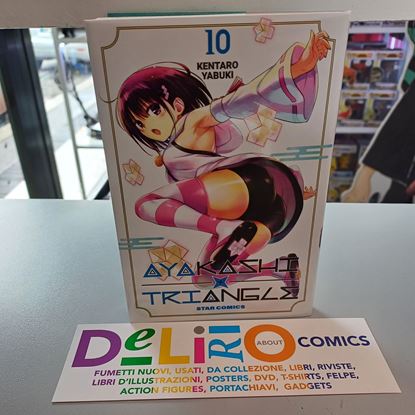 10
KENTARO
YABUKI
AYAKASHI
TRIANGLE
STAR COMICS
DeLiRiO ABOUT COMICS
FUMETTI NUOVI, USATI, DA COLLEZIONE, LIBRI, RIVISTE,
LIBRI D'ILLUSTRAZIONI, POSTERS, DVD, T-SHIRTS, FELPE,
ACTION FIGURES, PORTACHIAVI, GADGETS